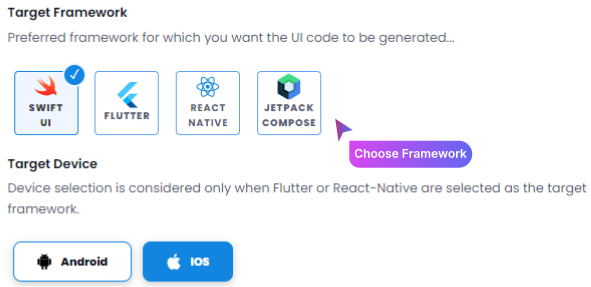 Target Framework
Preferred framework for which you want the UI code to be generated...
SWIFT
UI
FLUTTER
REACT
NATIVE
JETPACK
COMPOSE
Choose Framework
Target Device
Device selection is considered only when Flutter or React-Native are selected as the target
framework.
Android
IOS